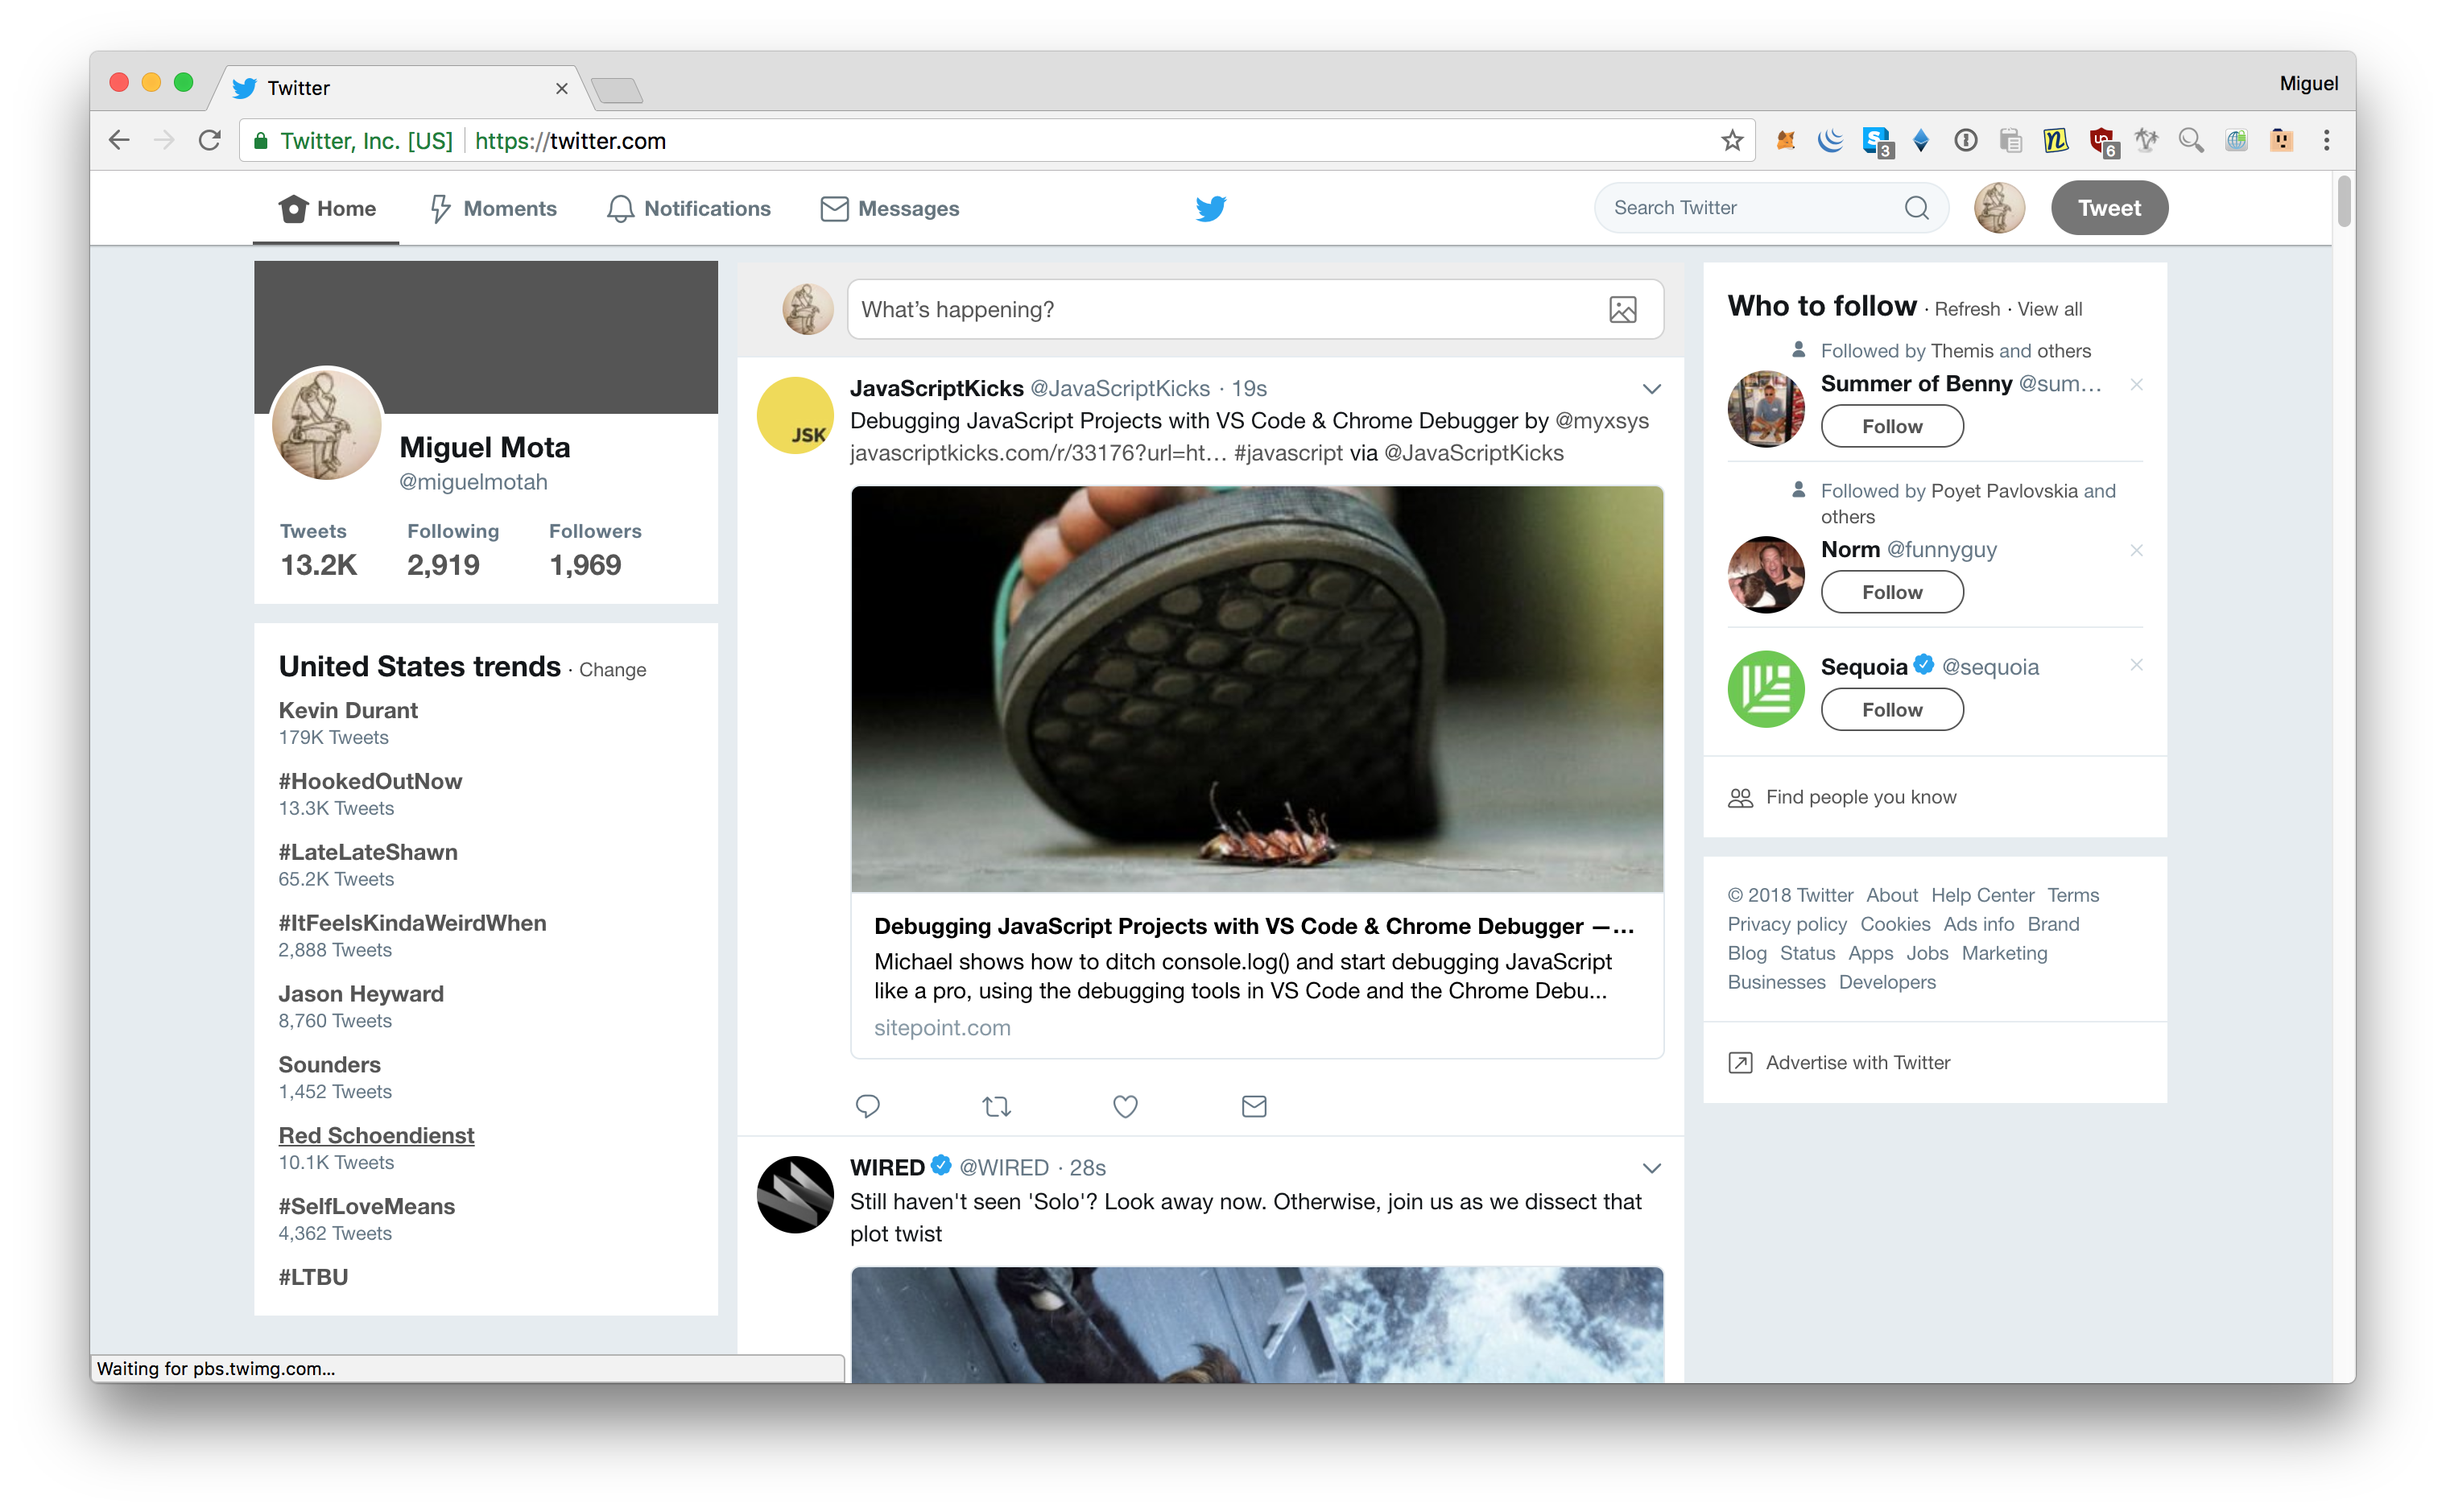 Twitter
Miguel
Twitter, Inc. [US] https://twitter.com
3
6
Home
Moments
Notifications
Messages
Search Twitter
Tweet
Miguel Mota
@miguelmotah
Tweets Following Followers
13.2K 2,919 1,969
United States trends · Change
Kevin Durant
179K Tweets
#HookedOutNow
13.3K Tweets
#LateLateShawn
65.2K Tweets
#ItFeelsKindaWeirdWhen
2,888 Tweets
Jason Heyward
8,760 Tweets
Sounders
1,452 Tweets
Red Schoendienst
10.1K Tweets
#SelfLoveMeans
4,362 Tweets
#LTBU
What’s happening?
JSK
JavaScriptKicks @JavaScriptKicks · 19s
Debugging JavaScript Projects with VS Code & Chrome Debugger by @myxsys
javascriptkicks.com/r/33176?url=ht… #javascript via @JavaScriptKicks
Debugging JavaScript Projects with VS Code & Chrome Debugger —...
Michael shows how to ditch console.log() and start debugging JavaScript
like a pro, using the debugging tools in VS Code and the Chrome Debu...
sitepoint.com
WIRED @WIRED · 28s
Still haven't seen 'Solo'? Look away now. Otherwise, join us as we dissect that
plot twist
Who to follow · Refresh · View all
Followed by Themis and others
Summer of Benny @sum...
Follow
Followed by Poyet Pavlovskia and
others
Norm @funnyguy
Follow
Sequoia @sequoia
Follow
Find people you know
© 2018 Twitter About Help Center Terms
Privacy policy Cookies Ads info Brand
Blog Status Apps Jobs Marketing
Businesses Developers
Advertise with Twitter
Waiting for pbs.twimg.com...